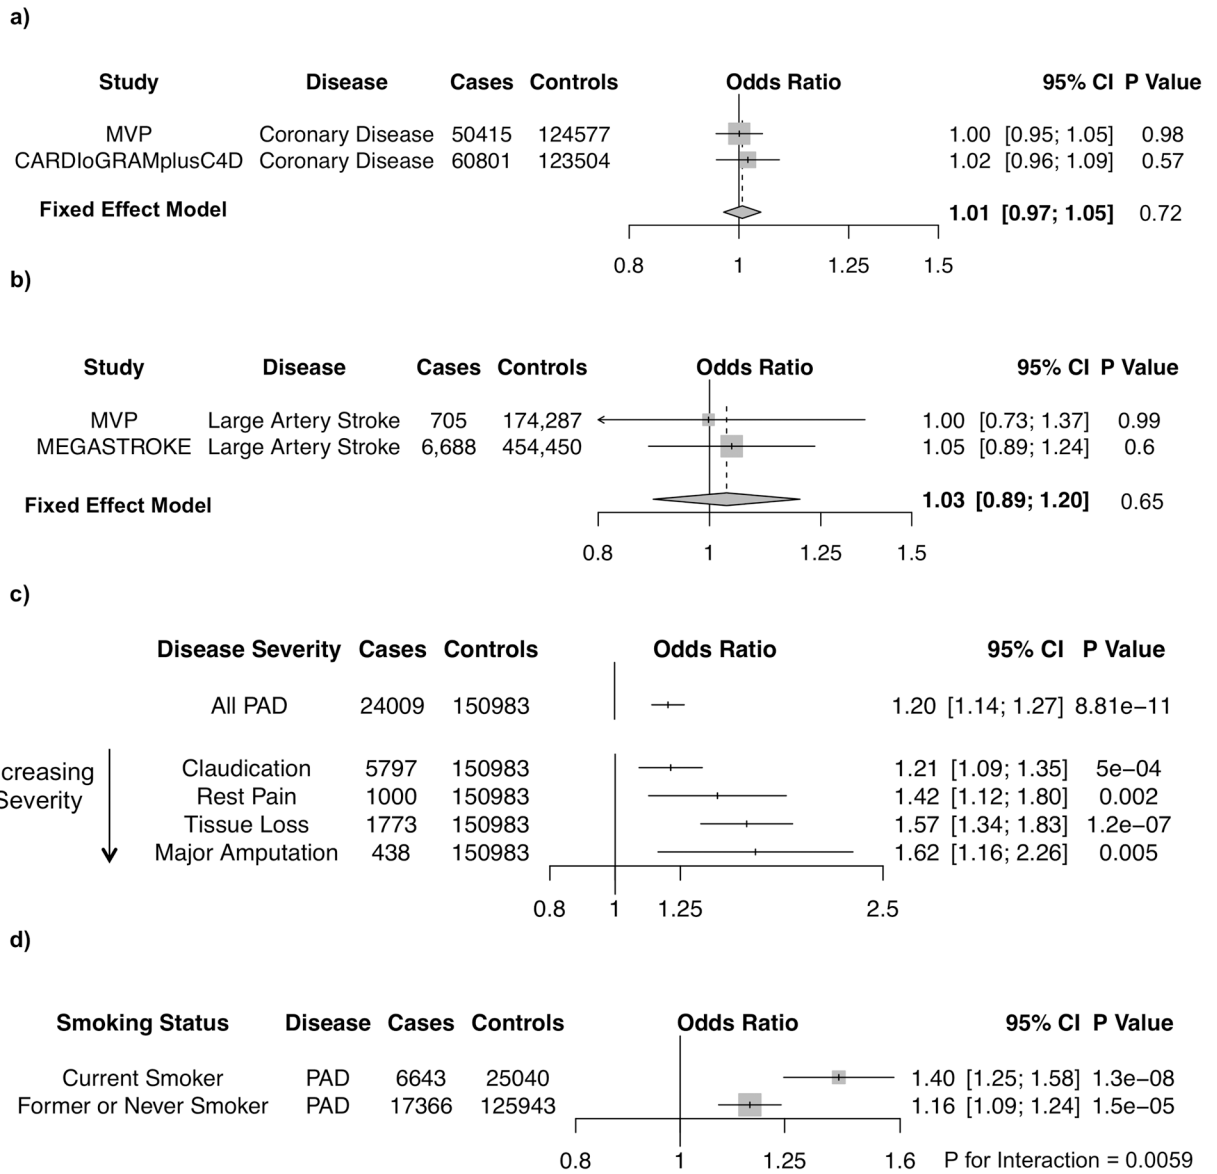 a)
Study Disease Cases Controls Odds Ratio 95% CI P Value
MVP Coronary Disease 50415 124577 1.00 [0.95; 1.05] 0.98
CARDIoGRAMplusC4D Coronary Disease 60801 123504 1.02 [0.96; 1.09] 0.57
Fixed Effect Model 1.01 [0.97; 1.05] 0.72
0.8 1 1.25 1.5
b)
Study Disease Cases Controls Odds Ratio 95% CI P Value
MVP Large Artery Stroke 705 174,287 1.00 [0.73; 1.37] 0.99
MEGASTROKE Large Artery Stroke 6,688 454,450 1.05 [0.89; 1.24] 0.6
Fixed Effect Model 1.03 [0.89; 1.20] 0.65
0.8 1 1.25 1.5
c)
Disease Severity Cases Controls Odds Ratio 95% CI P Value
All PAD 24009 150983 1.20 [1.14; 1.27] 8.81e−11
creasing Claudication 5797 150983 1.21 [1.09; 1.35] 5e−04
Severity Rest Pain 1000 150983 1.42 [1.12; 1.80] 0.002
Tissue Loss 1773 150983 1.57 [1.34; 1.83] 1.2e−07
Major Amputation 438 150983 1.62 [1.16; 2.26] 0.005
0.8 1 1.25 2.5
d)
Smoking Status Disease Cases Controls Odds Ratio 95% CI P Value
Current Smoker PAD 6643 25040 1.40 [1.25; 1.58] 1.3e−08
Former or Never Smoker PAD 17366 125943 1.16 [1.09; 1.24] 1.5e−05
0.8 1 1.25 1.6 P for Interaction = 0.0059